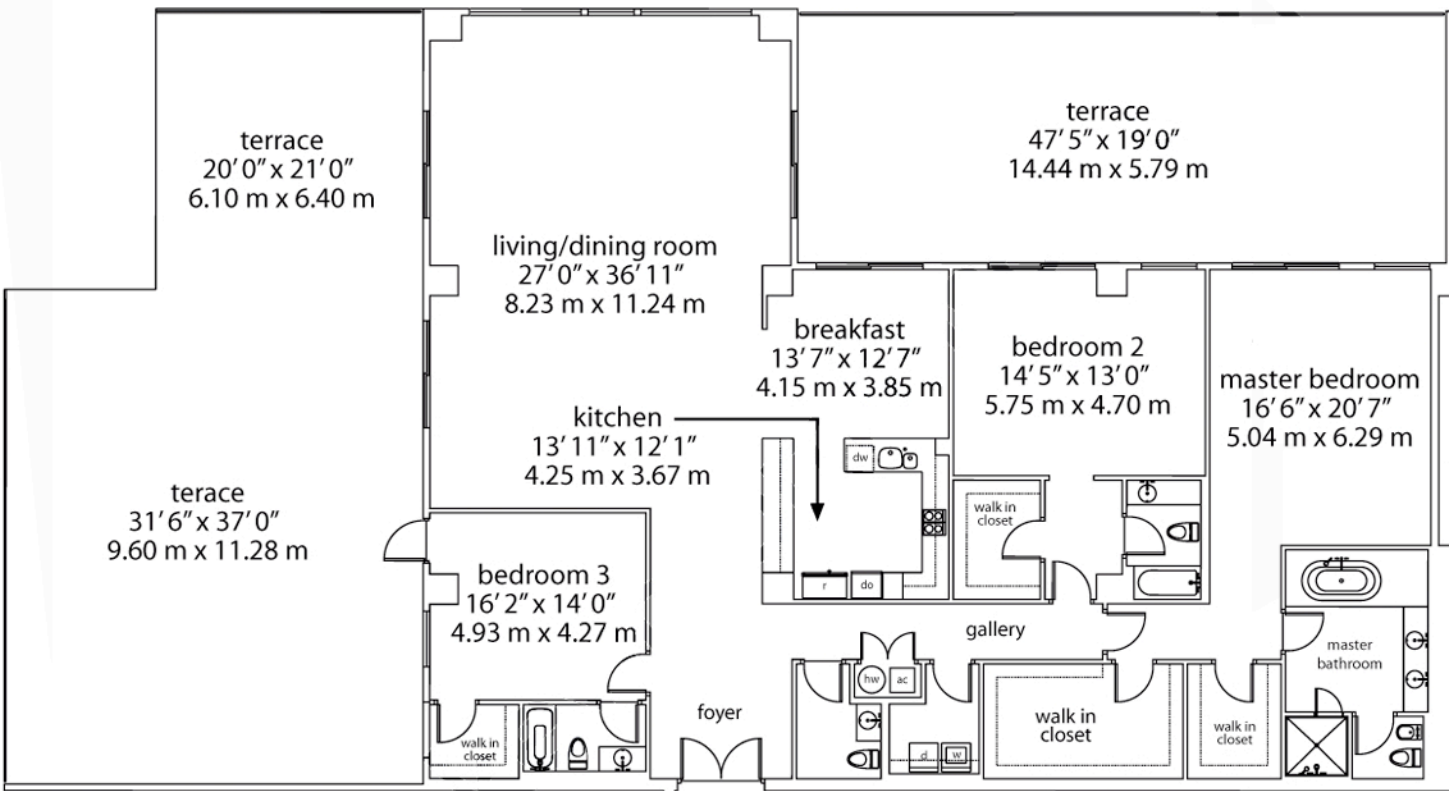 terrace
20' 0" x 21' 0"
6.10 m x 6.40 m
terrace
47' 5" x 19' 0"
14.44 m x 5.79 m
living/dining room
27' 0" x 36' 11"
8.23 m x 11.24 m
breakfast
13' 7" x 12' 7"
4.15 m x 3.85 m
bedroom 2
14' 5" x 13' 0"
5.75 m x 4.70 m
master bedroom
16' 6" x 20' 7"
5.04 m x 6.29 m
kitchen
13' 11" x 12' 1"
4.25 m x 3.67 m
dw
terace
31' 6" x 37' 0"
9.60 m x 11.28 m
walk in
closet
bedroom 3
16' 2" x 14' 0"
4.93 m x 4.27 m
r
do
gallery
master
bathroom
hw
ac
foyer
walk in
closet
walk in
closet
walk in
closet
d
w